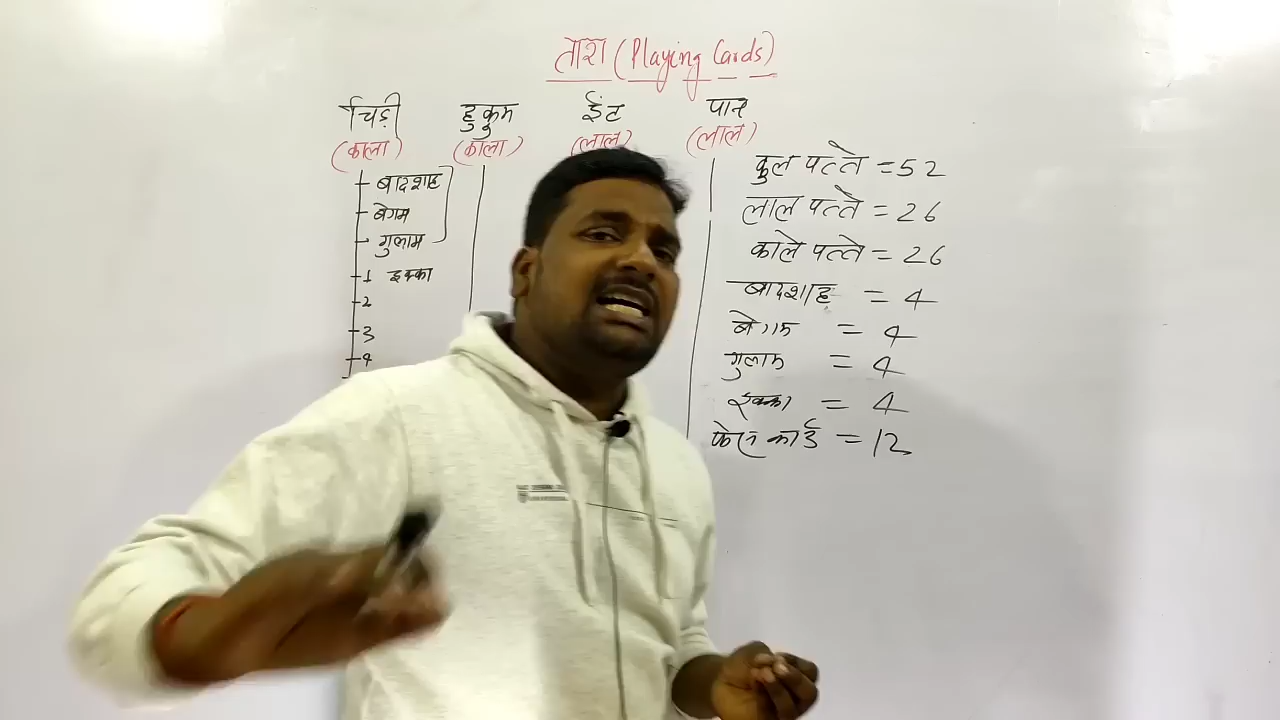 ताश (Playing Cards)
चिड़ी हुकुम ईंट पान
(काला) (काला) (लाल) (लाल)
बादशाह
बेगम
गुलाम
1 इक्का
2
3
4
कुल पत्ते = 52
लाल पत्ते = 26
काले पत्ते = 26
बादशाह = 4
बेगम = 4
गुलाम = 4
इक्का = 4
फेस कार्ड = 12